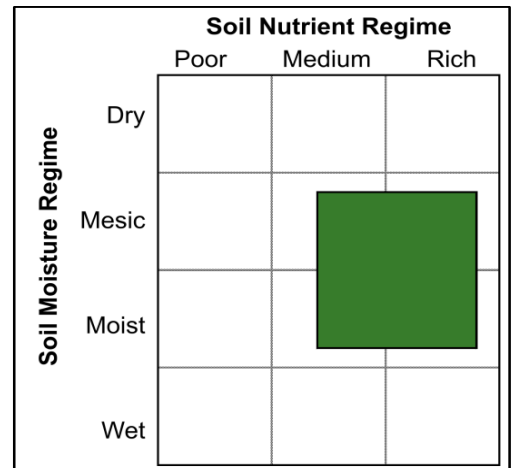 Soil Nutrient Regime
Poor Medium Rich
Soil Moisture Regime
Dry
Mesic
Moist
Wet